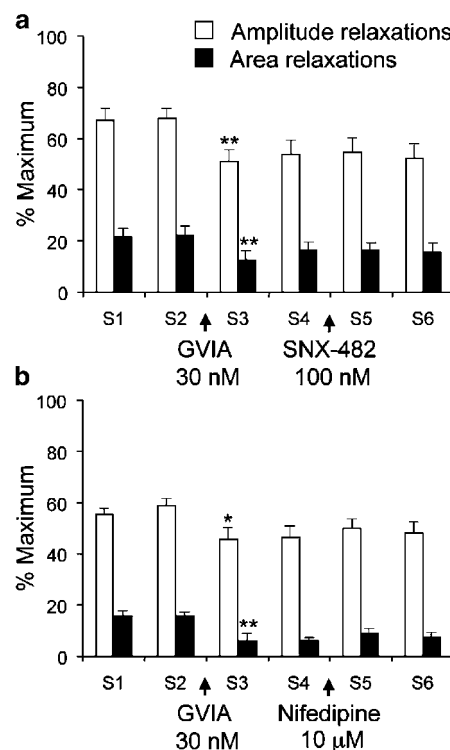 a
Amplitude relaxations
Area relaxations
% Maximum
100
80
60
40
20
0
**
**
S1 S2 S3 S4 S5 S6
GVIA SNX-482
30 nM 100 nM
b
% Maximum
100
80
60
40
20
0
*
**
S1 S2 S3 S4 S5 S6
GVIA Nifedipine
30 nM 10 μM